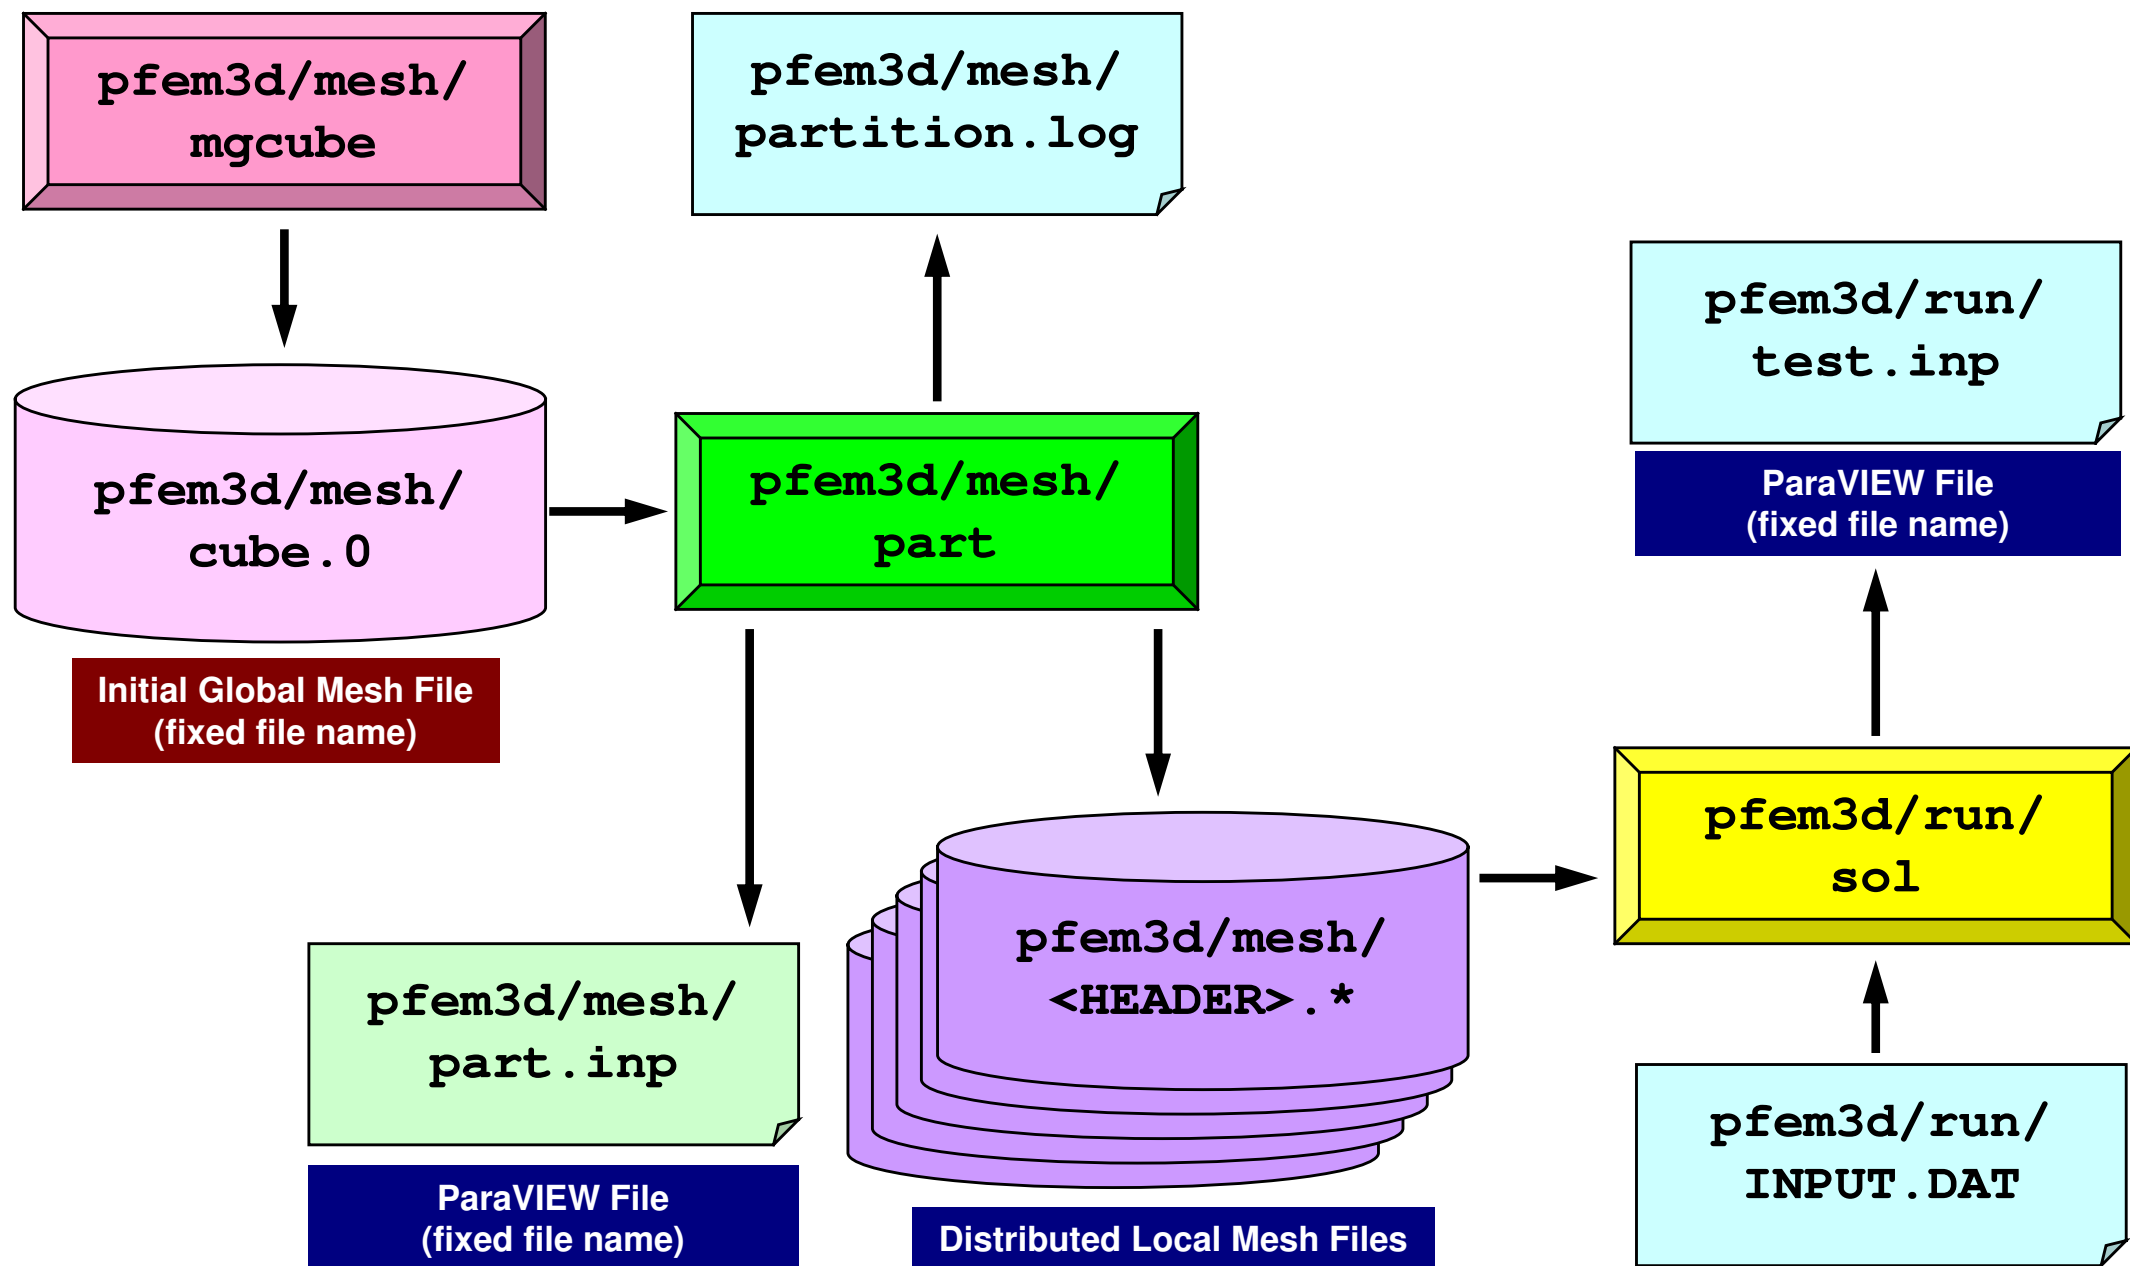 pfem3d/mesh/
mgcube
pfem3d/mesh/
partition.log
pfem3d/run/
test.inp
ParaVIEW File
(fixed file name)
pfem3d/mesh/
cube.0
Initial Global Mesh File
(fixed file name)
pfem3d/mesh/
part
pfem3d/run/
sol
pfem3d/mesh/
<HEADER>.*
Distributed Local Mesh Files
pfem3d/mesh/
part.inp
ParaVIEW File
(fixed file name)
pfem3d/run/
INPUT.DAT